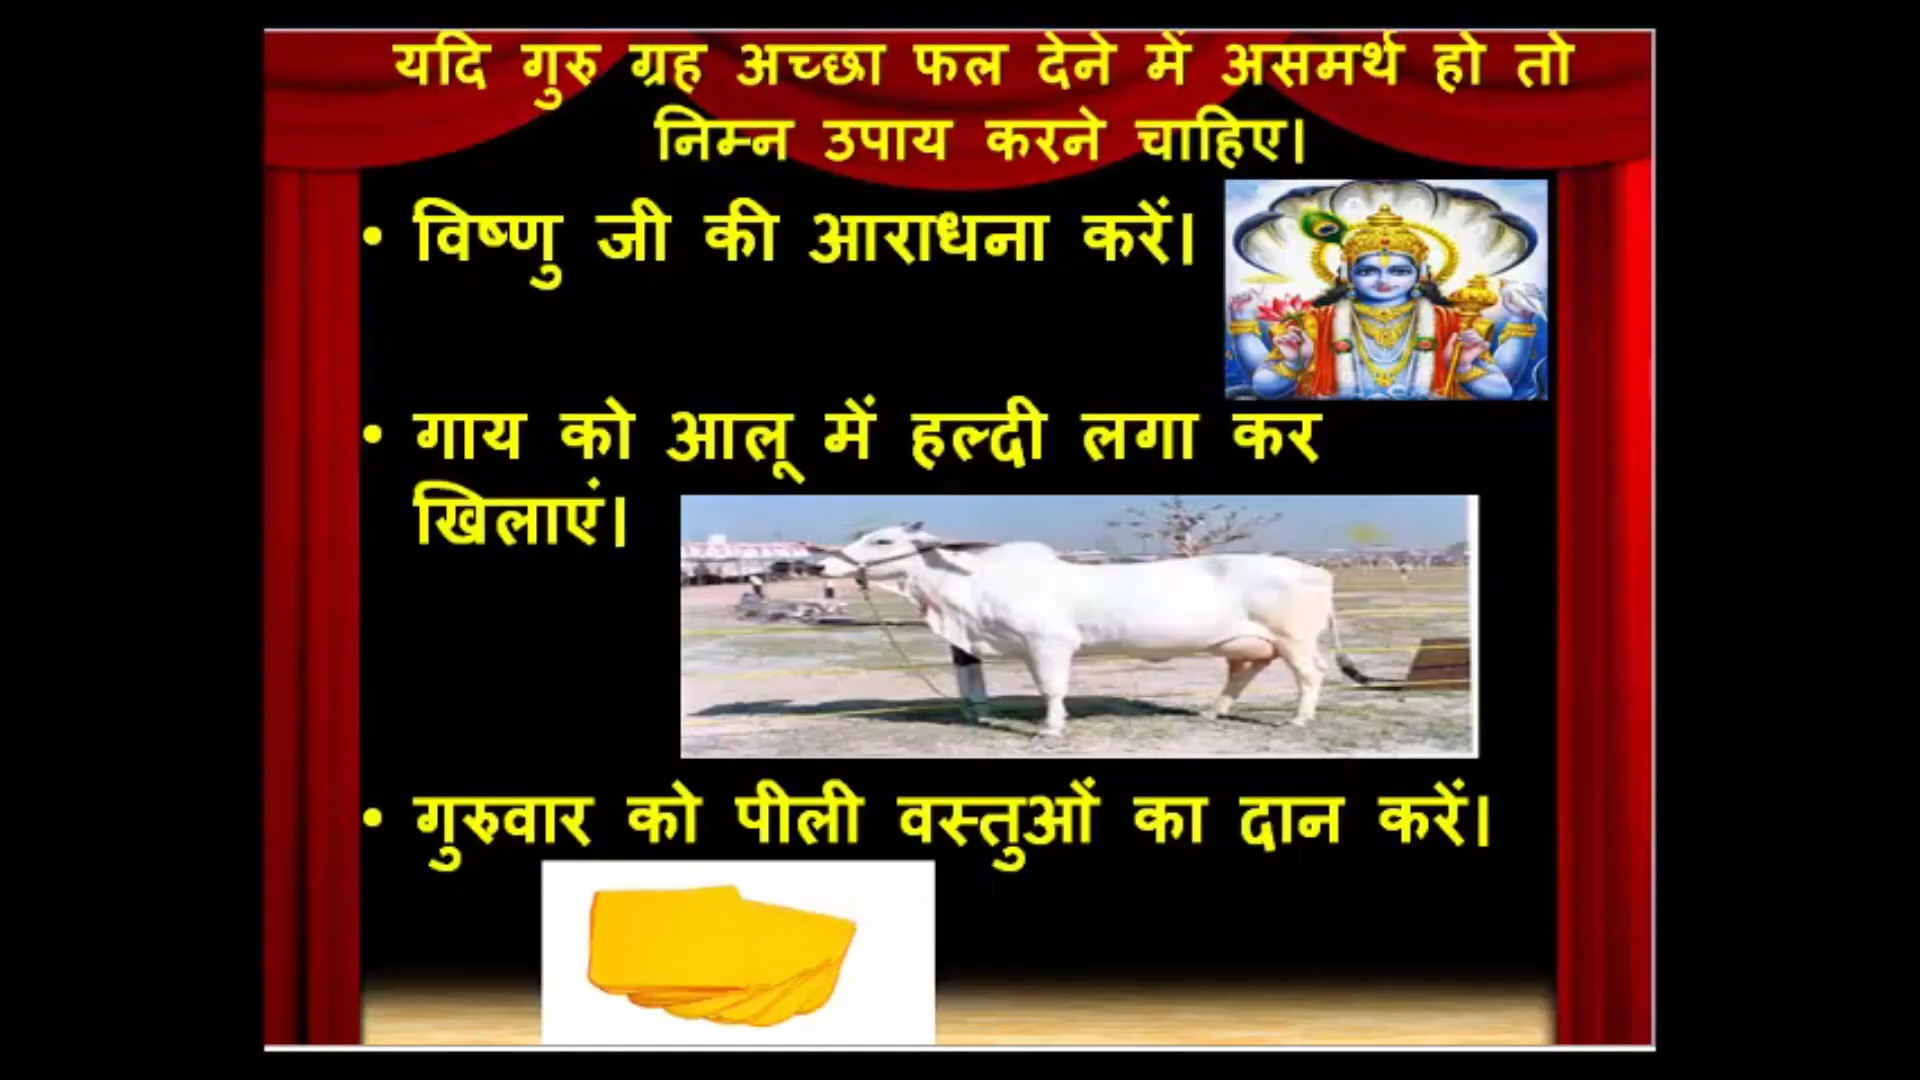 यदि गुरु ग्रह अच्छा फल देने में असमर्थ हो तो
निम्न उपाय करने चाहिए।
• विष्णु जी की आराधना करें।
• गाय को आलू में हल्दी लगा कर
खिलाएं।
• गुरुवार को पीली वस्तुओं का दान करें।